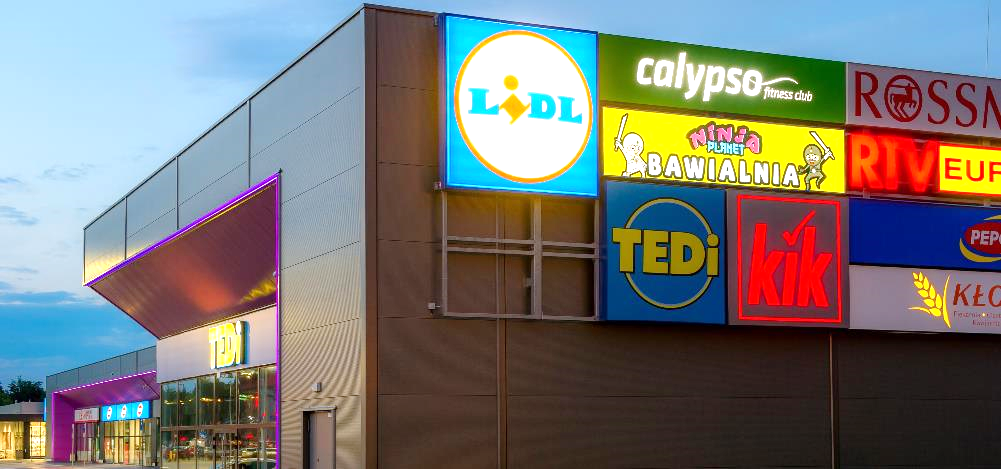 LiDL
calypso
fitness club
ROSSM
NiNJA
PLANET
BAWIALNIA
RTV
EUR
TEDi
kik
PEPC
KŁO
TEDi